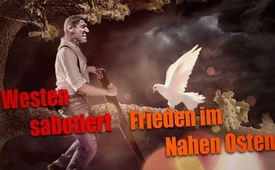 Westen
sabotiert
Frieden im
Nahen Osten